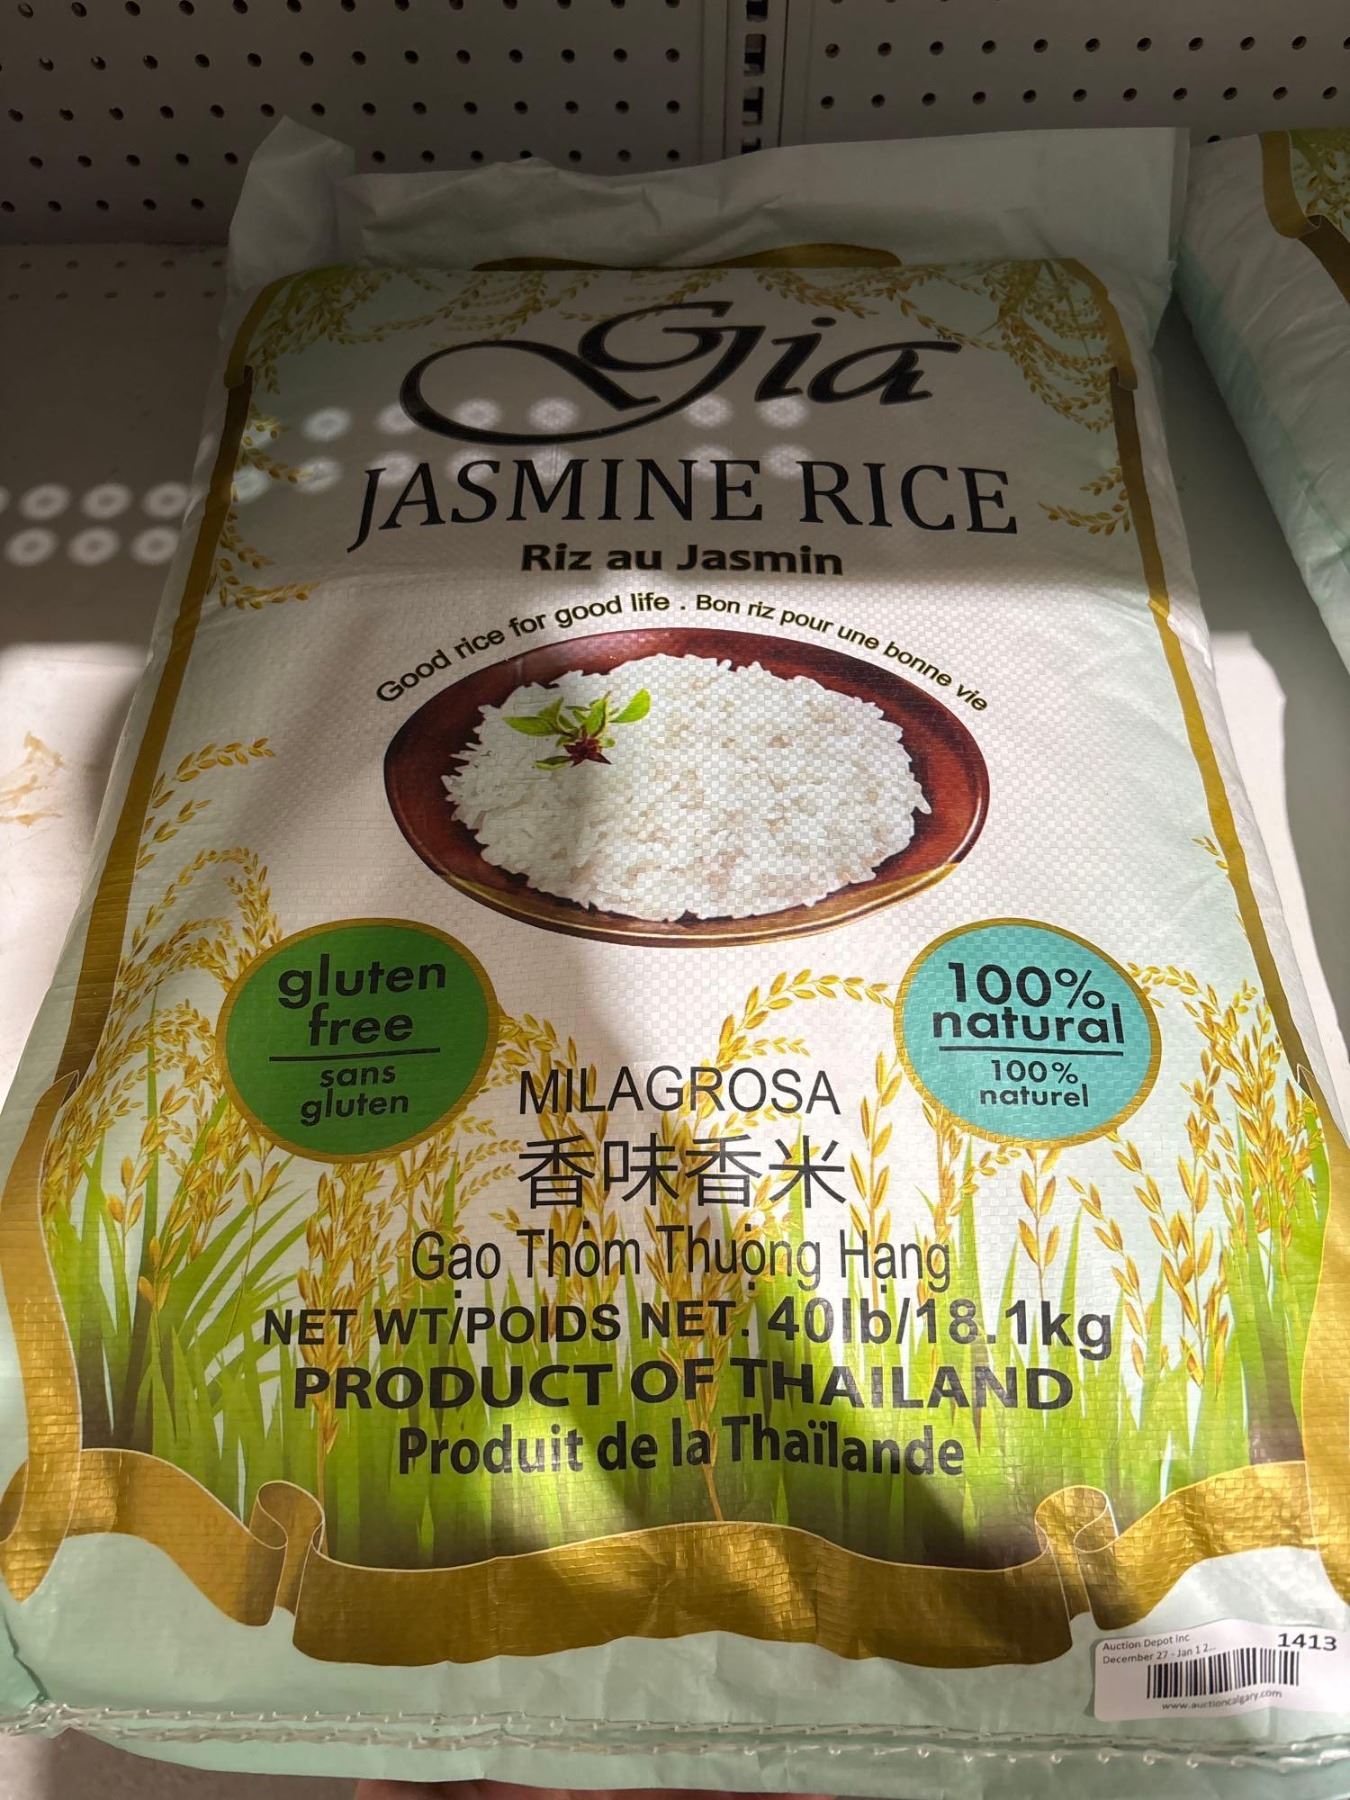 Gia™
JASMINE RICE
Riz au Jasmin
Good rice for good life . Bon riz pour une bonne vie
gluten
free
sans
gluten
100%
natural
100%
naturel
MILAGROSA
香味香米
Gạo Thơm Thượng Hạng
NET WT/POIDS NET: 40lb/18.1kg
PRODUCT OF THAILAND
Produit de la Thaïlande
Auction Depot Inc
1413
December 27 - Jan 1 2...
www.auctioncalgary.com